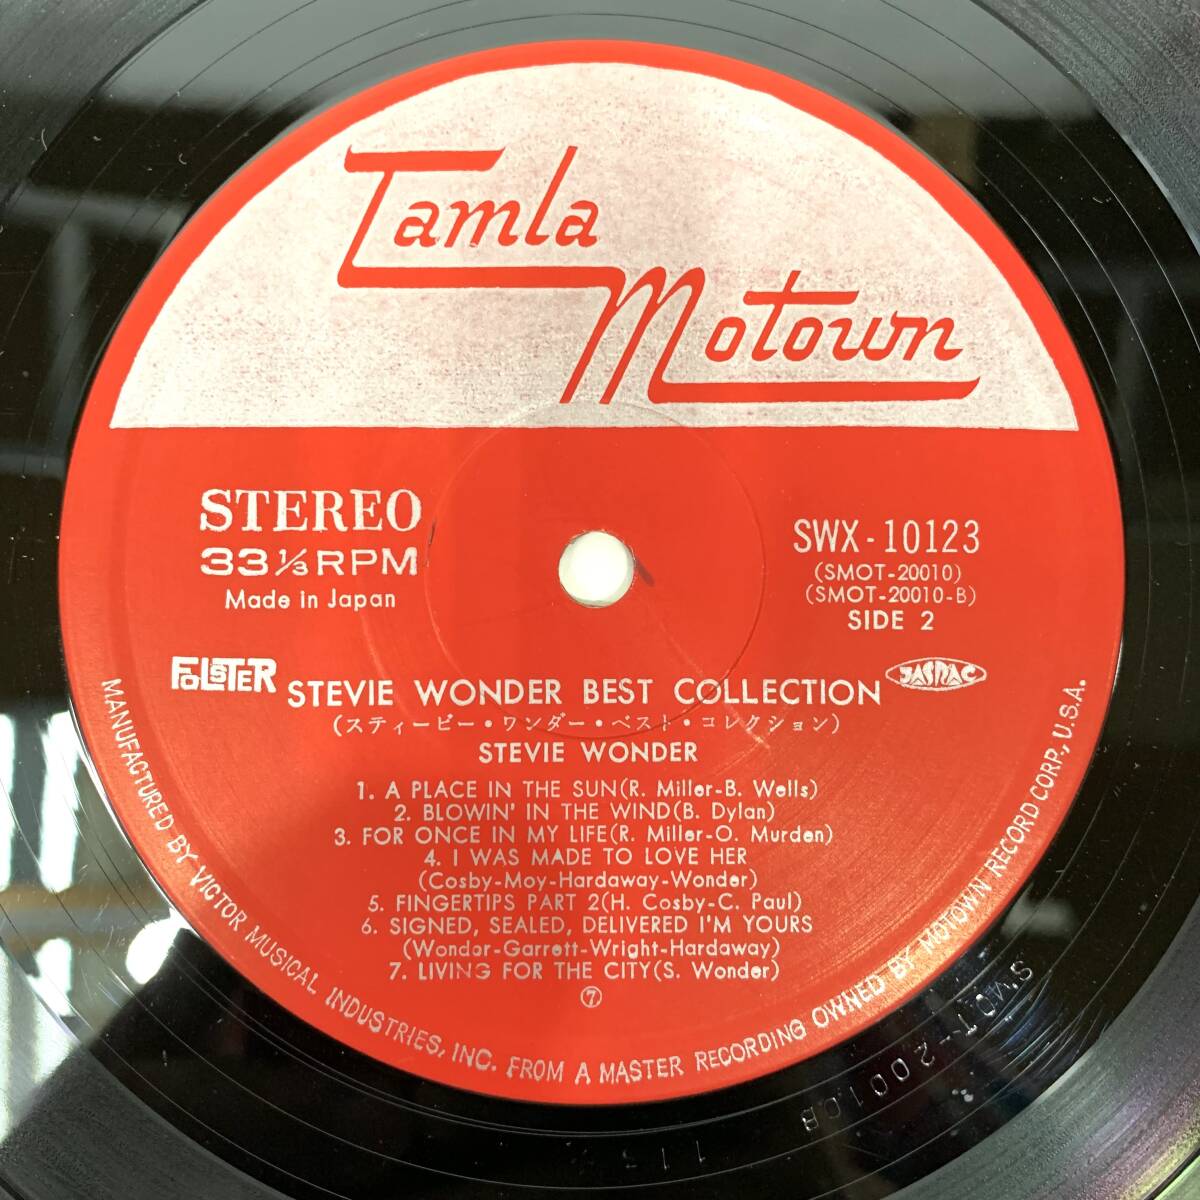 Tamla
Motown
STEREO
33⅓RPM
Made in Japan
SWX-10123
(SMOT-20010)
(SMOT-20010-B)
SIDE 2
FOLSTER
JASRAC
STEVIE WONDER BEST COLLECTION
(スティービー・ワンダー・ベスト・コレクション)
STEVIE WONDER
1. A PLACE IN THE SUN(R. Miller-B. Wells)
2. BLOWIN' IN THE WIND(B. Dylan)
3. FOR ONCE IN MY LIFE(R. Miller-O. Murden)
4. I WAS MADE TO LOVE HER
(Cosby-Moy-Hardaway-Wonder)
5. FINGERTIPS PART 2(H. Cosby-C. Paul)
6. SIGNED, SEALED, DELIVERED I'M YOURS
(Wonder-Garrett-Wright-Hardaway)
7. LIVING FOR THE CITY(S. Wonder)
⑦
MANUFACTURED BY VICTOR MUSICAL INDUSTRIES, INC. FROM A MASTER RECORDING OWNED BY MOTOWN RECORD CORP., U.S.A.
SMOT-20010B